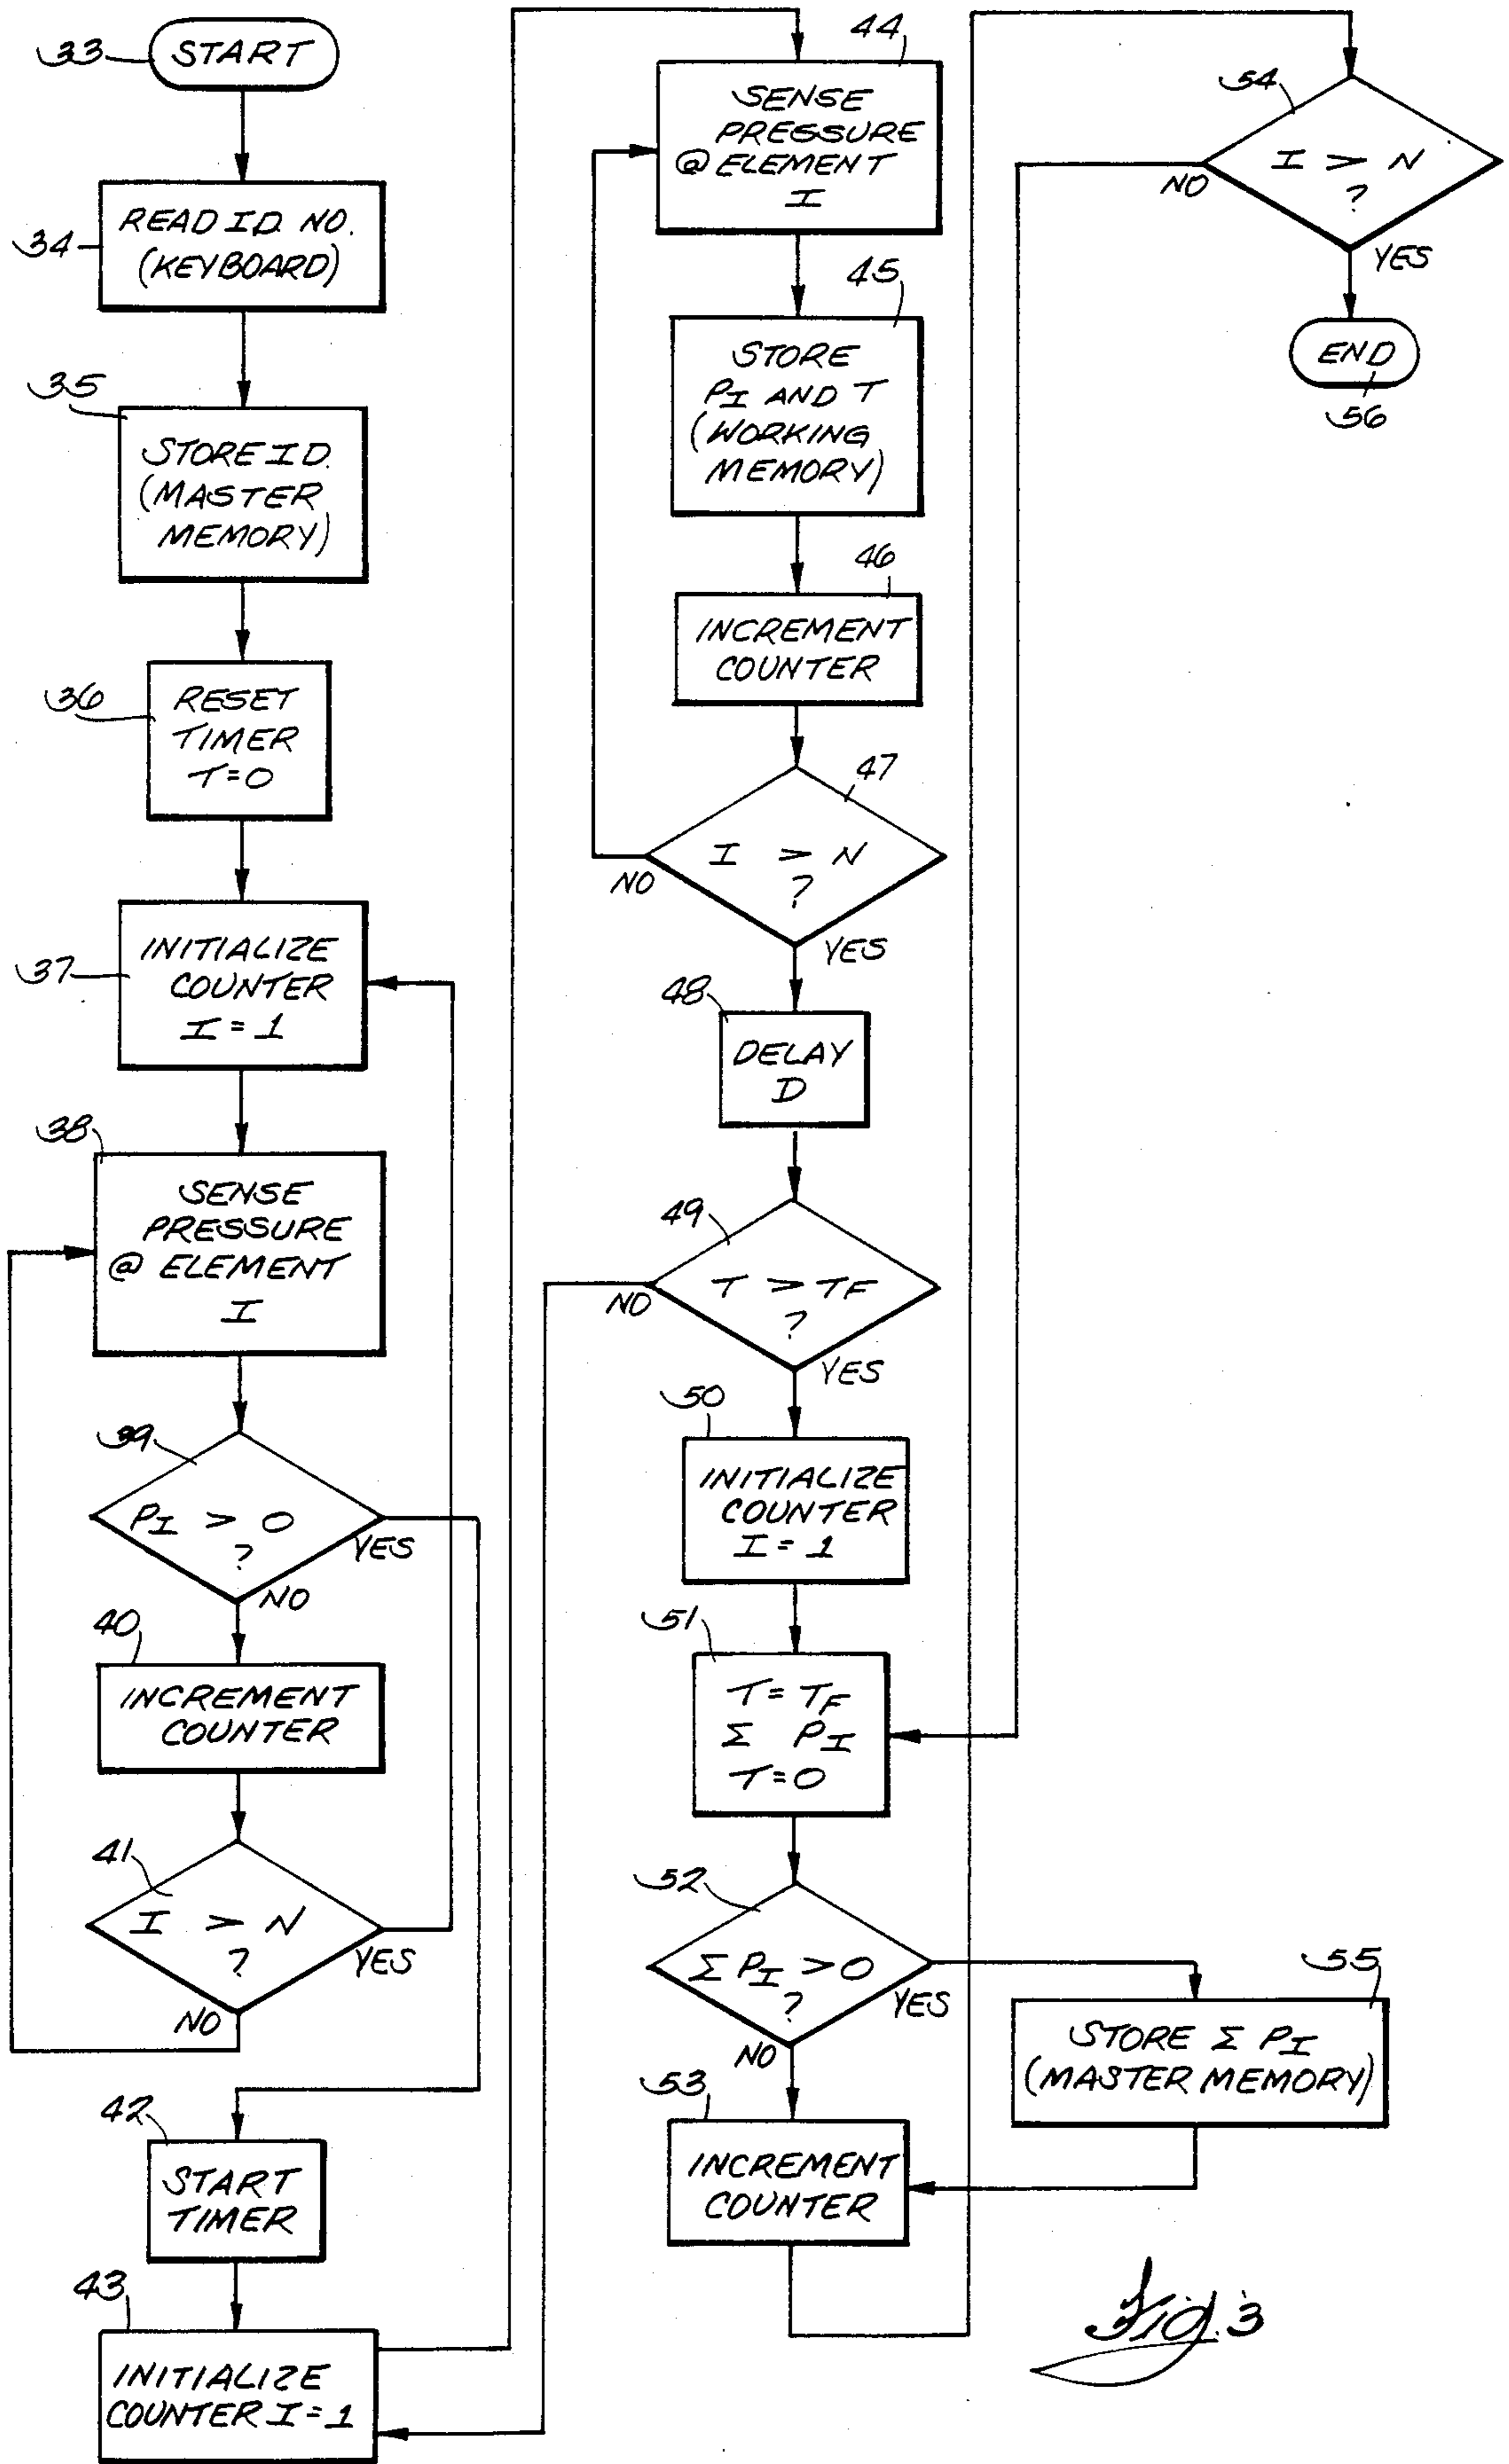 33
START
34
READ I.D. NO.
(KEYBOARD)
35
STORE I.D.
(MASTER
MEMORY)
36
RESET
TIMER
T=0
37
INITIALIZE
COUNTER
I = 1
38
SENSE
PRESSURE
@ ELEMENT
I
39
PI > 0
?
YES
NO
40
INCREMENT
COUNTER
41
I > N
?
YES
NO
42
START
TIMER
43
INITIALIZE
COUNTER I = 1
44
SENSE
PRESSURE
@ ELEMENT
I
45
STORE
PI AND T
(WORKING
MEMORY)
46
INCREMENT
COUNTER
47
I > N
?
NO
YES
48
DELAY
D
49
T > TF
?
NO
YES
50
INITIALIZE
COUNTER
I = 1
51
T = TF
Σ PI
T=0
52
Σ PI > 0
?
YES
NO
53
INCREMENT
COUNTER
54
I > N
?
NO
YES
END
56
55
STORE Σ PI
(MASTER MEMORY)
Fig. 3